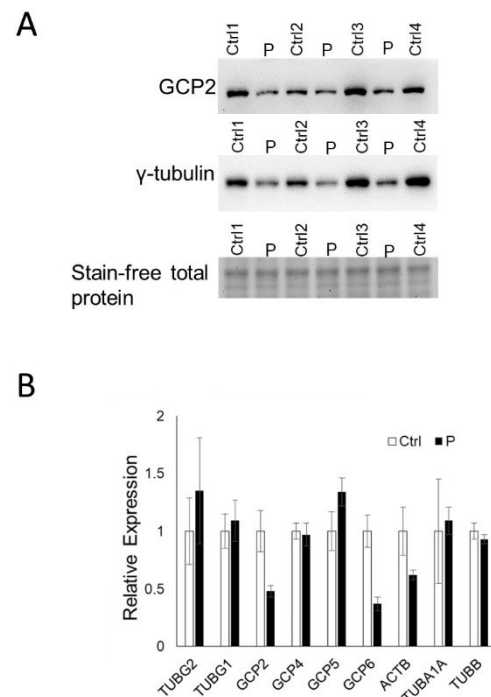 A
Ctrl1 P Ctrl2 P Ctrl3 P Ctrl4
GCP2
Ctrl1 P Ctrl2 P Ctrl3 P Ctrl4
γ-tubulin
Ctrl1 P Ctrl2 P Ctrl3 P Ctrl4
Stain-free total
protein
B
Relative Expression
2
1.5
1
0.5
0
Ctrl P
TUBG2 TUBG1 GCP2 GCP4 GCP5 GCP6 ACTB TUBA1A TUBB